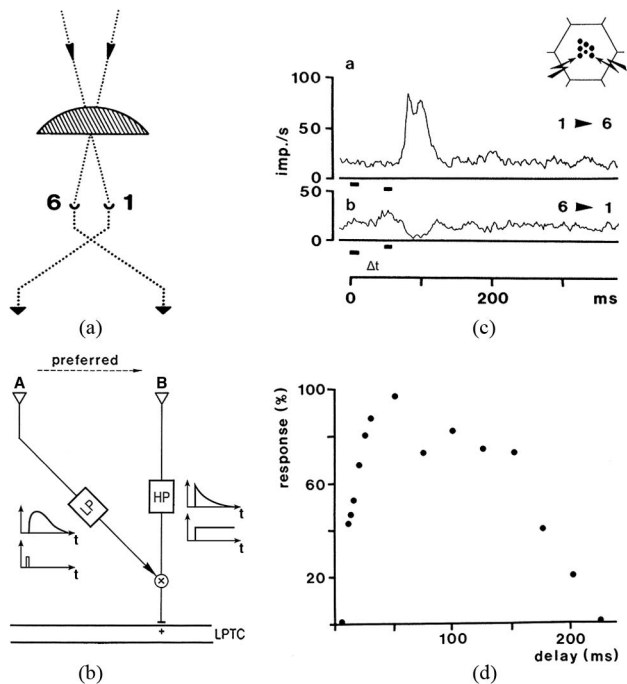 6 1
(a)
preferred
A B
LP
HP
t
t
t
t
×
+
LPTC
(b)
a
imp./s
100
50
0
1 ► 6
b
50
0
6 ► 1
Δt
0 200 ms
(c)
response (%)
100
60
20
100 200
delay (ms)
(d)